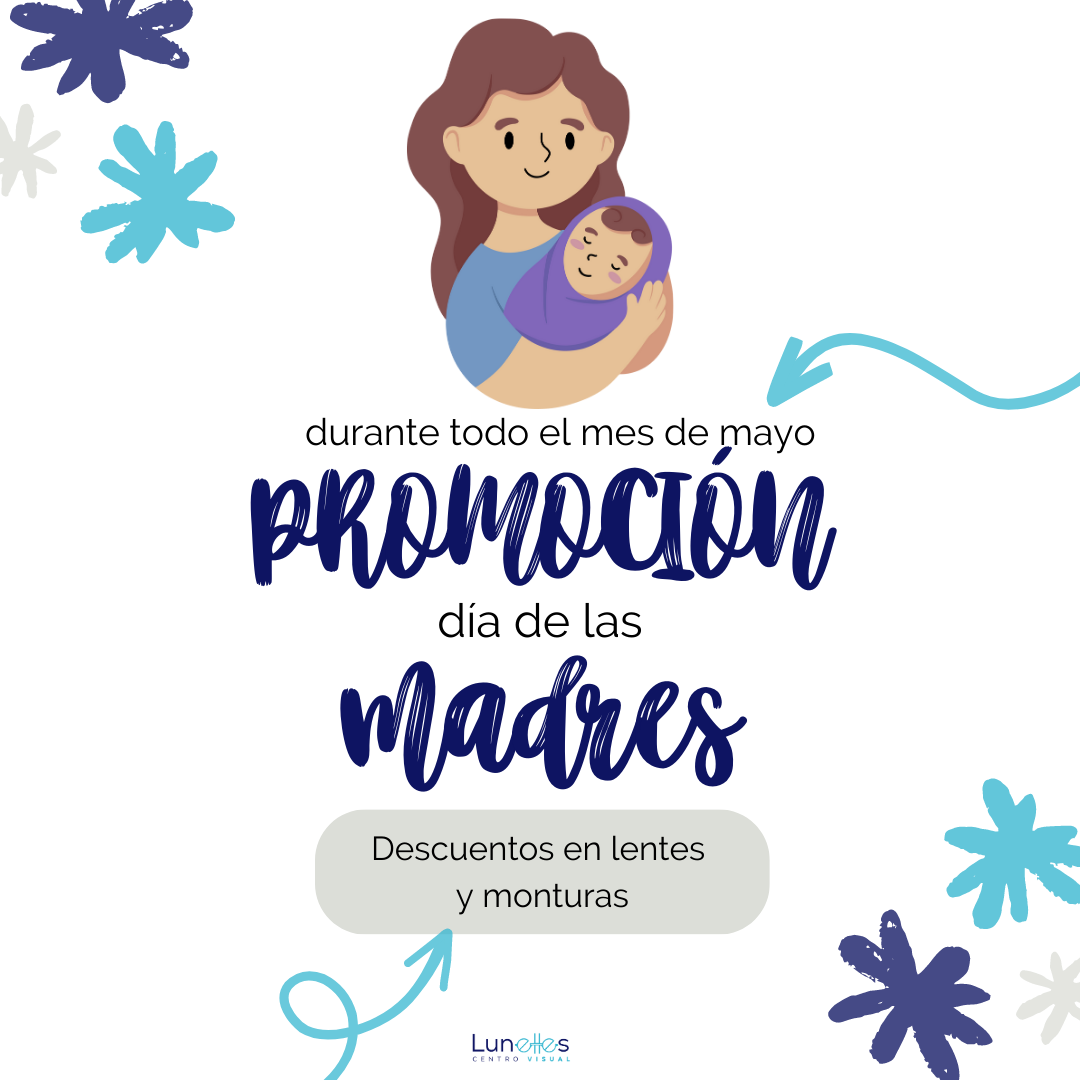 durante todo el mes de mayo
PROMOCIÓN
día de las
madres
Descuentos en lentes
y monturas
Lunettes
CENTRO VISUAL